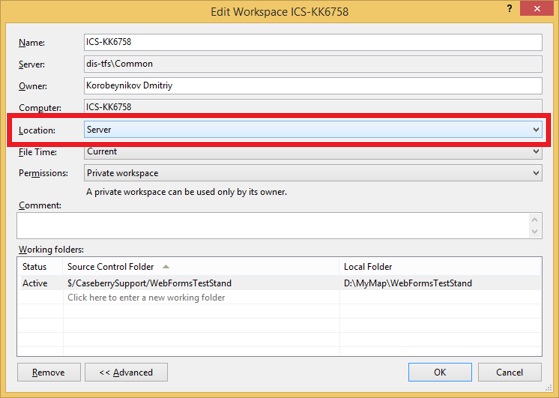 Edit Workspace ICS-KK6758
?
Name: ICS-KK6758
Server: dis-tfs\Common
Owner: Korobeynikov Dmitriy
Computer: ICS-KK6758
Location: Server
File Time: Current
Permissions: Private workspace
A private workspace can be used only by its owner.
Comment:
Working folders:
Status Source Control Folder Local Folder
Active $/CaseberrySupport/WebFormsTestStand D:\MyMap\WebFormsTestStand
Click here to enter a new working folder
Remove << Advanced OK Cancel